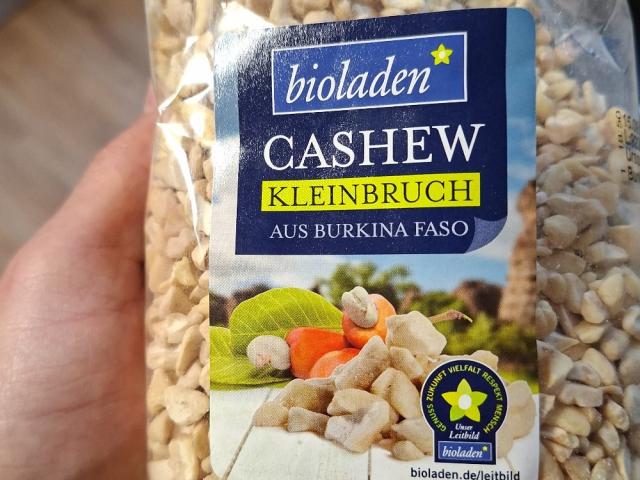 bioladen
CASHEW
KLEINBRUCH
AUS BURKINA FASO
GENUSS ZUKUNFT VIELFALT RESPEKT MENSCH
Unser
Leitbild
bioladen
bioladen.de/leitbild